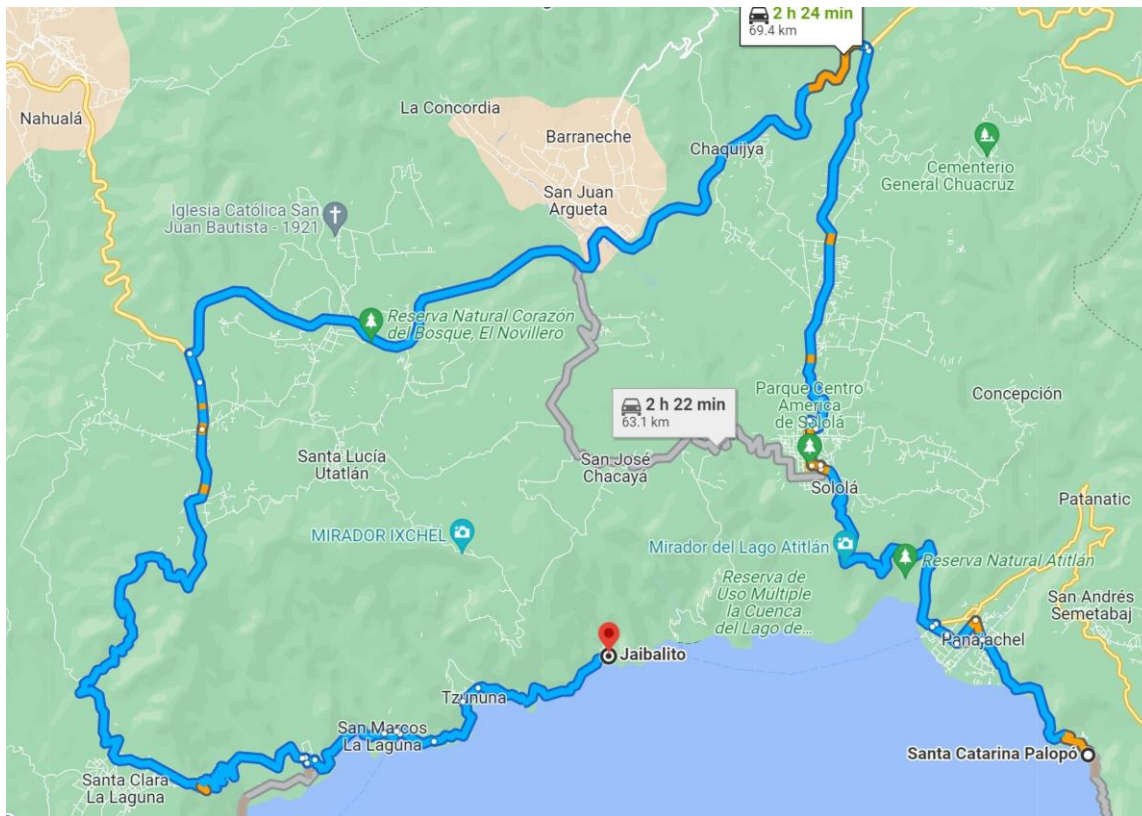 2 h 24 min
69.4 km
Nahualá
La Concordia
Barraneche
Chaquijya
Cementerio
General Chuacruz
San Juan
Argueta
Iglesia Católica San
Juan Bautista - 1921
Reserva Natural Corazón
del Bosque, El Novillero
2 h 22 min
63.1 km
Parque Centro
America
de Sololá
Concepción
Santa Lucía
Utatlán
San José
Chacayá
Sololá
Patanatic
MIRADOR IXCHEL
Mirador del Lago Atitlán
Reserva Natural Atitlán
Reserva de
Uso Múltiple
la Cuenca
del Lago de...
San Andrés
Semetabaj
Panajachel
Jaibalito
Tzununa
San Marcos
La Laguna
Santa Catarina Palopó
Santa Clara
La Laguna